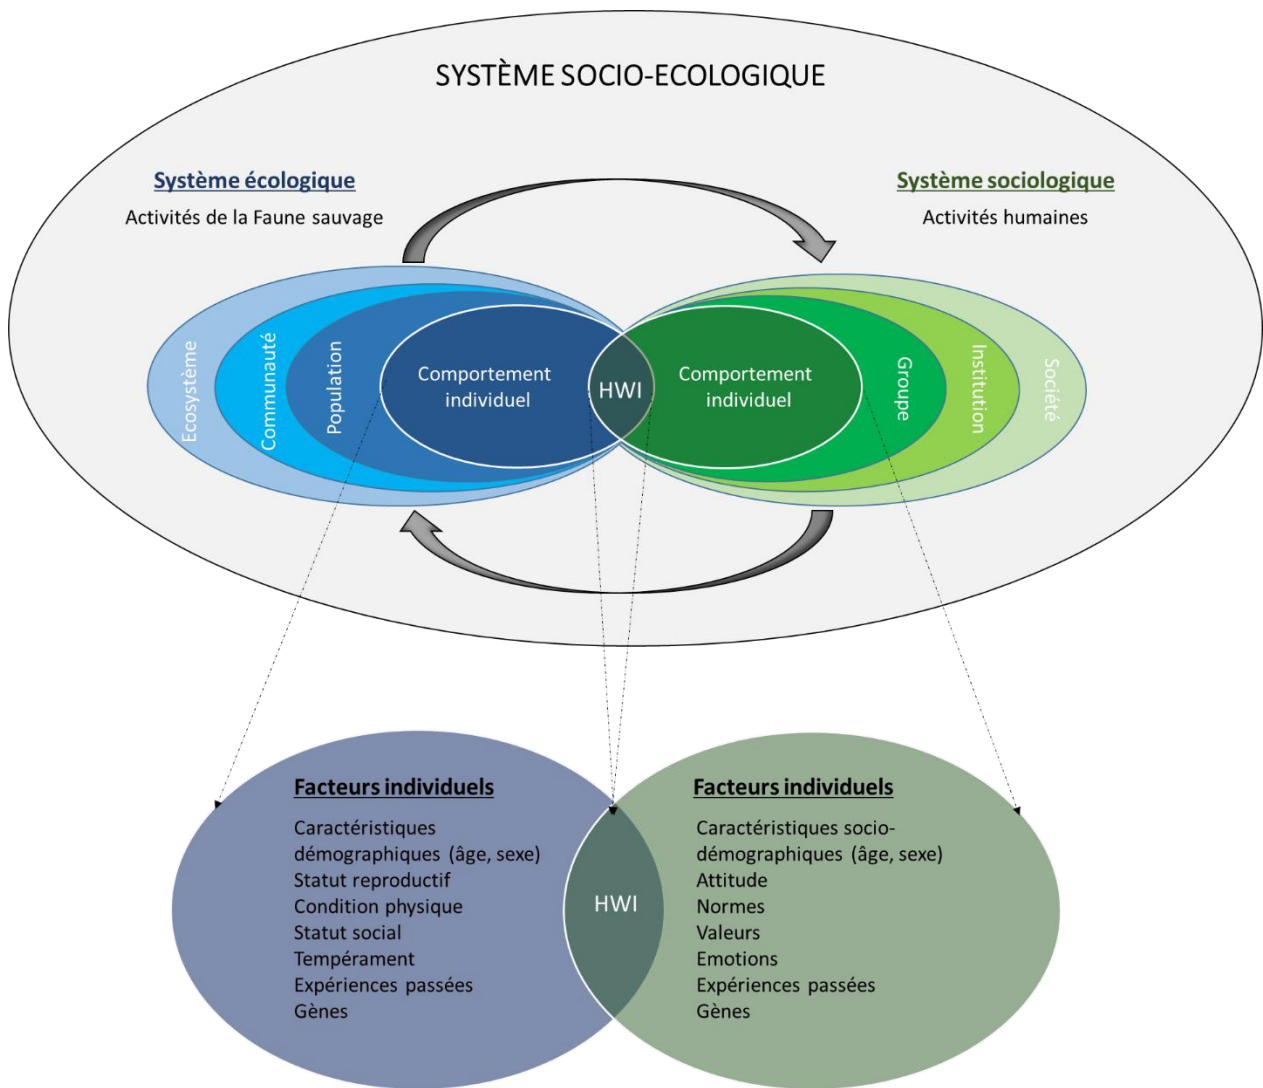 SYSTÈME SOCIO-ECOLOGIQUE
Système écologique
Activités de la Faune sauvage
Système sociologique
Activités humaines
Ecosystème
Communauté
Population
Comportement
individuel
HWI
Comportement
individuel
Groupe
Institution
Société
Facteurs individuels
Caractéristiques
démographiques (âge, sexe)
Statut reproductif
Condition physique
Statut social
Tempérament
Expériences passées
Gènes
HWI
Facteurs individuels
Caractéristiques socio-
démographiques (âge, sexe)
Attitude
Normes
Valeurs
Emotions
Expériences passées
Gènes